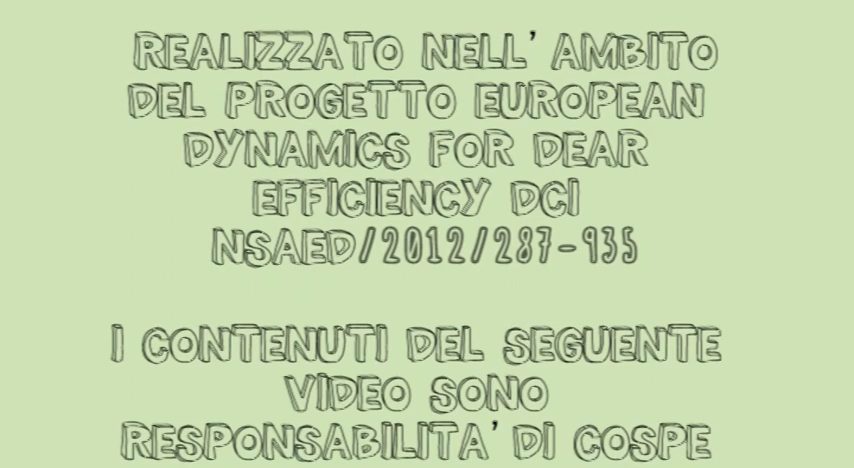 REALIZZATO NELL' AMBITO
DEL PROGETTO EUROPEAN
DYNAMICS FOR DEAR
EFFICIENCY DCI
NSAED/2012/287-935

I CONTENUTI DEL SEGUENTE
VIDEO SONO
RESPONSABILITA' DI COSPE